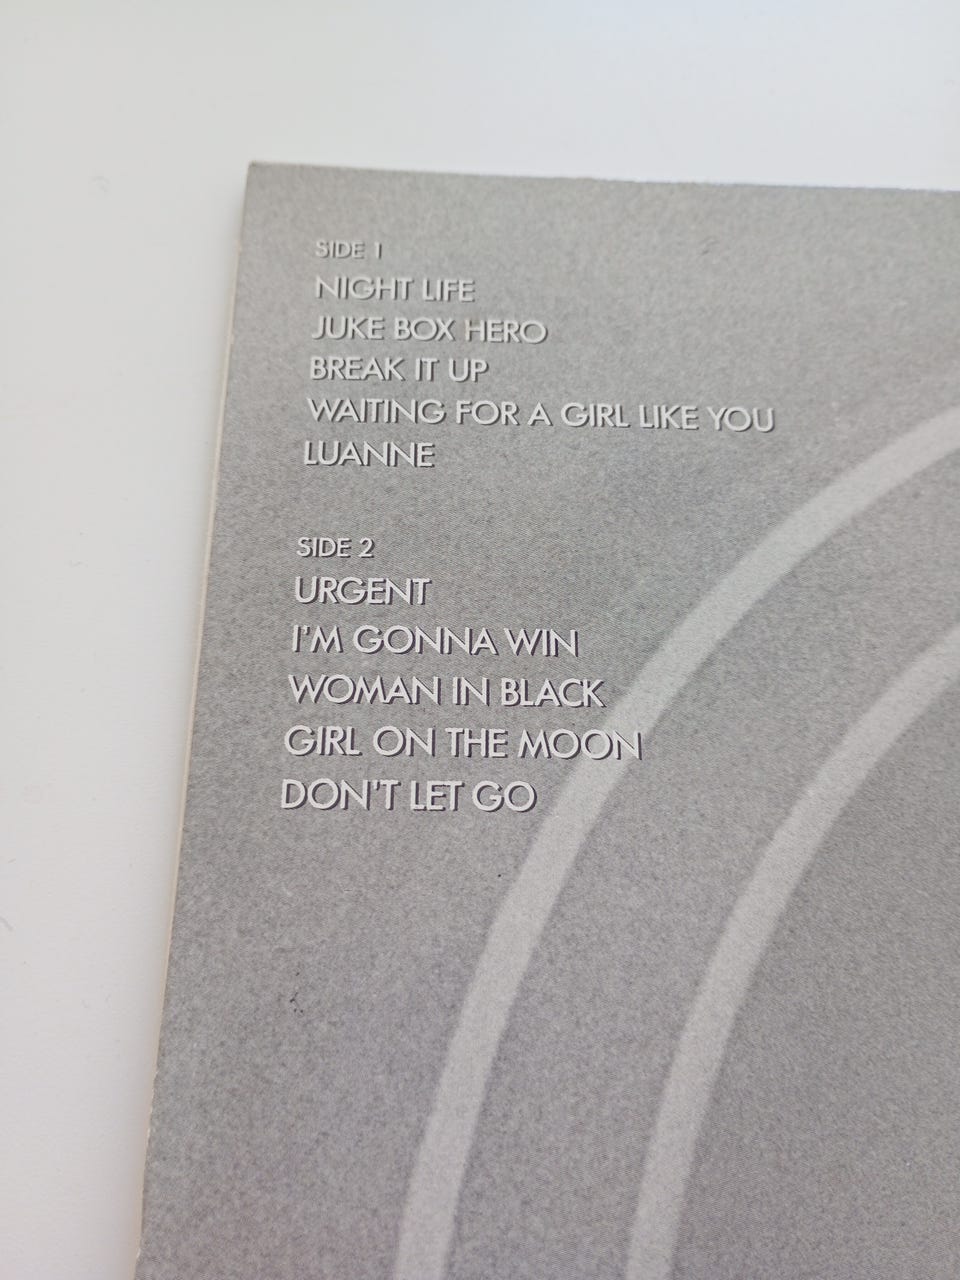 SIDE 1
NIGHT LIFE
JUKE BOX HERO
BREAK IT UP
WAITING FOR A GIRL LIKE YOU
LUANNE
SIDE 2
URGENT
I'M GONNA WIN
WOMAN IN BLACK
GIRL ON THE MOON
DON'T LET GO